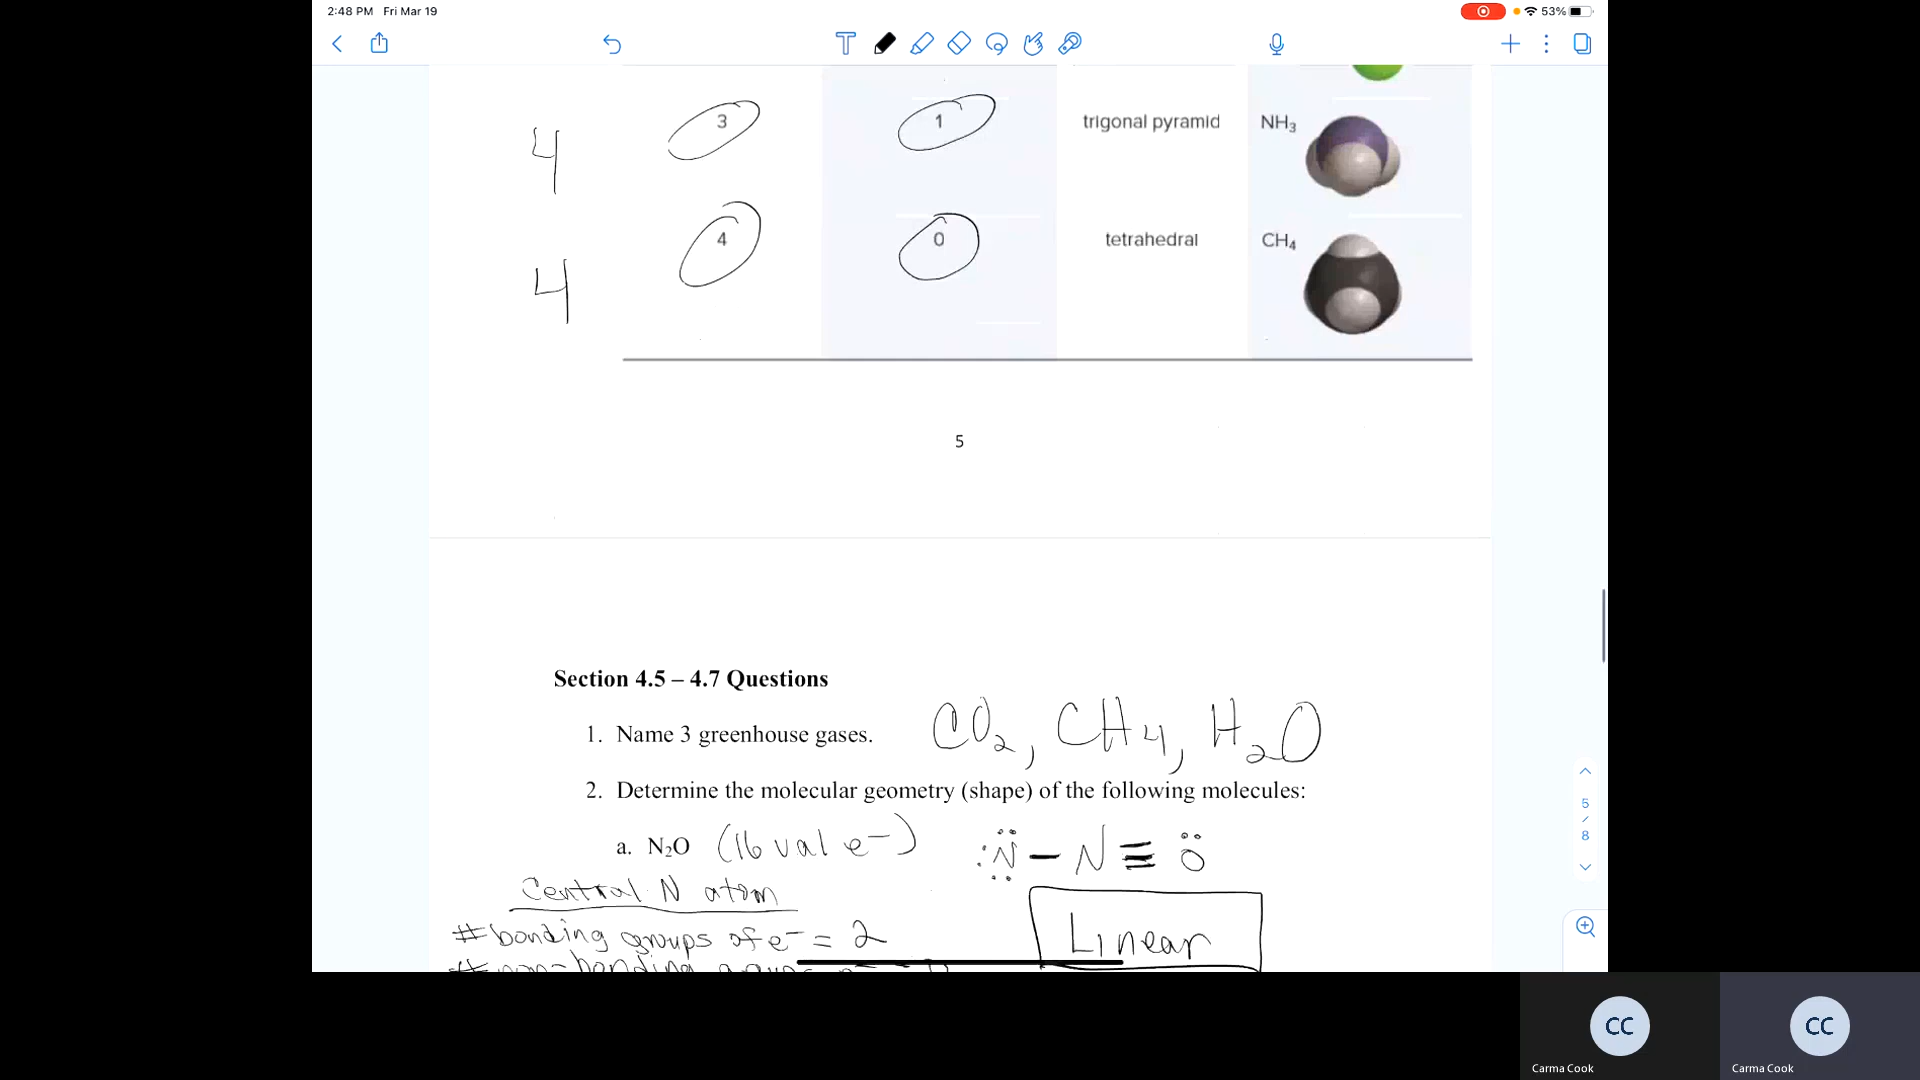 2:48 PM Fri Mar 19
53%
T
4 3 1 trigonal pyramid NH₃
4 4 0 tetrahedral CH₄
5
Section 4.5 – 4.7 Questions
1. Name 3 greenhouse gases. CO₂, CH₄, H₂O
2. Determine the molecular geometry (shape) of the following molecules:
a. N₂O (16 val e⁻) N – N ≡ O
Central N atom
#bonding groups of e⁻ = 2
Linear
#non-bonding groups
5
/
8
CC CC
Carma Cook Carma Cook